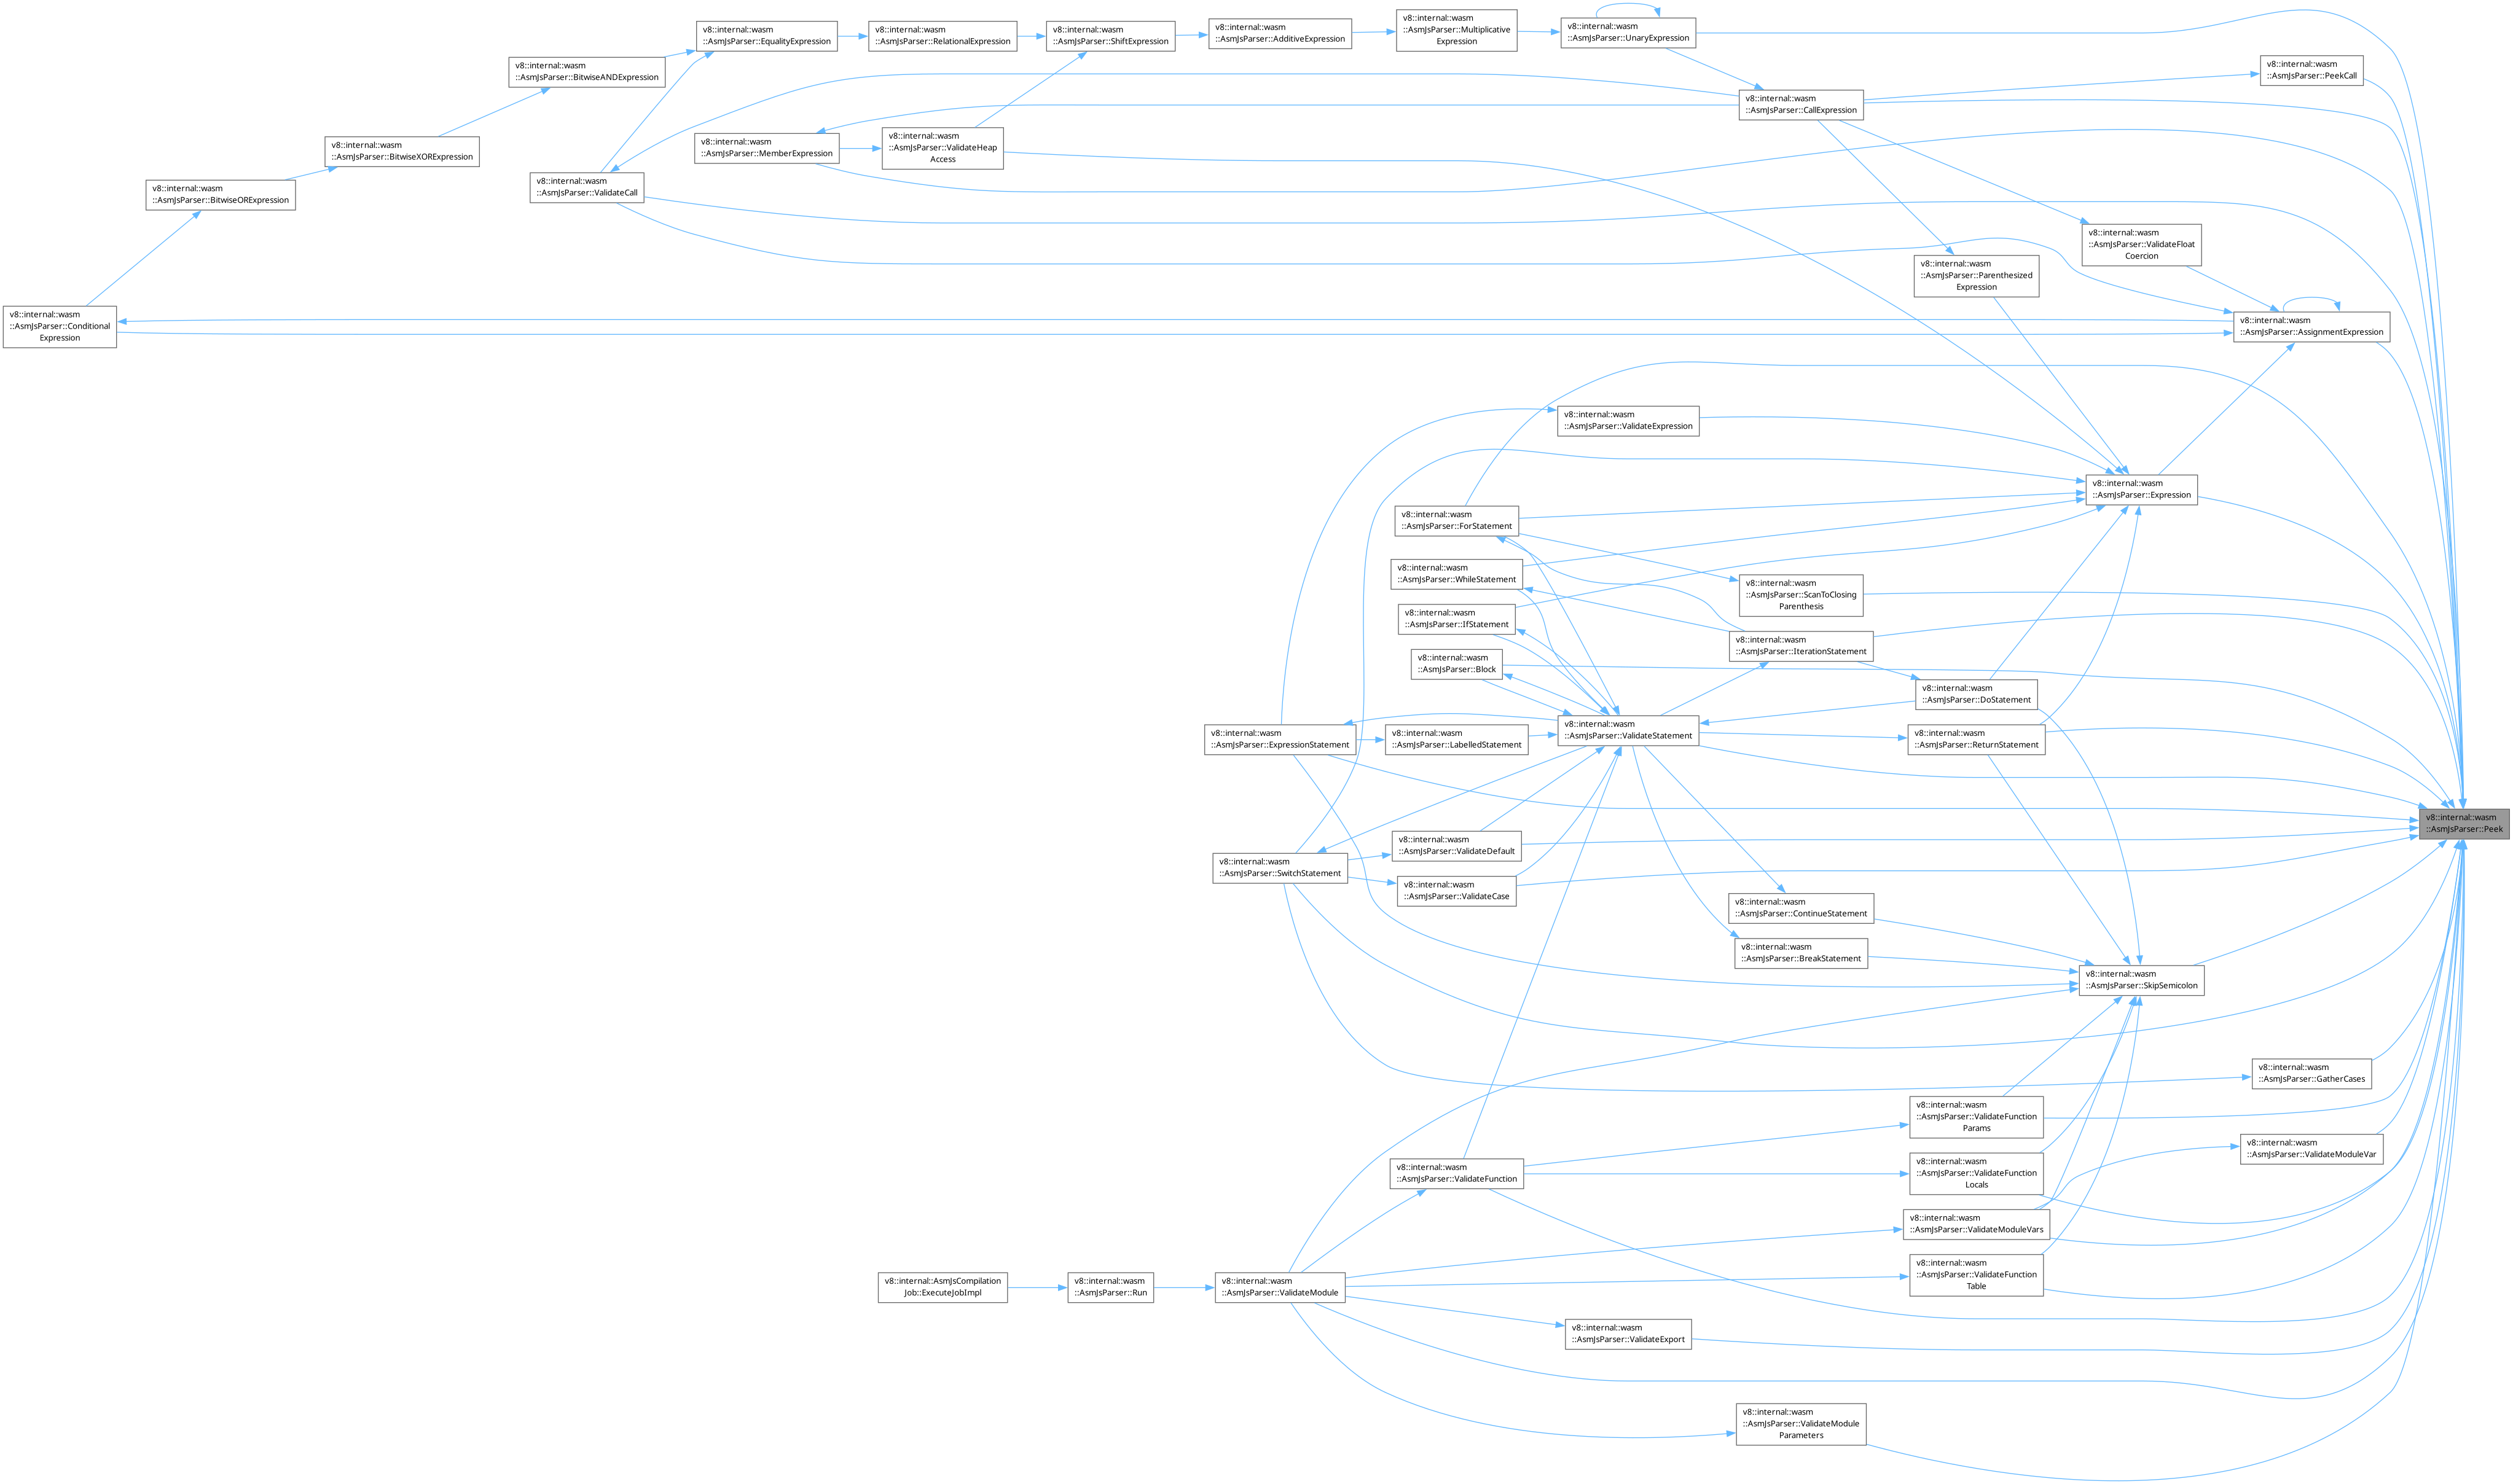 v8::internal::wasm
::AsmJsParser::EqualityExpression
v8::internal::wasm
::AsmJsParser::RelationalExpression
v8::internal::wasm
::AsmJsParser::ShiftExpression
v8::internal::wasm
::AsmJsParser::AdditiveExpression
v8::internal::wasm
::AsmJsParser::Multiplicative
Expression
v8::internal::wasm
::AsmJsParser::UnaryExpression
v8::internal::wasm
::AsmJsParser::BitwiseANDExpression
v8::internal::wasm
::AsmJsParser::PeekCall
v8::internal::wasm
::AsmJsParser::CallExpression
v8::internal::wasm
::AsmJsParser::BitwiseXORExpression
v8::internal::wasm
::AsmJsParser::MemberExpression
v8::internal::wasm
::AsmJsParser::ValidateHeap
Access
v8::internal::wasm
::AsmJsParser::BitwiseORExpression
v8::internal::wasm
::AsmJsParser::ValidateCall
v8::internal::wasm
::AsmJsParser::ValidateFloat
Coercion
v8::internal::wasm
::AsmJsParser::Parenthesized
Expression
v8::internal::wasm
::AsmJsParser::Conditional
Expression
v8::internal::wasm
::AsmJsParser::AssignmentExpression
v8::internal::wasm
::AsmJsParser::ValidateExpression
v8::internal::wasm
::AsmJsParser::Expression
v8::internal::wasm
::AsmJsParser::ForStatement
v8::internal::wasm
::AsmJsParser::WhileStatement
v8::internal::wasm
::AsmJsParser::ScanToClosing
Parenthesis
v8::internal::wasm
::AsmJsParser::IfStatement
v8::internal::wasm
::AsmJsParser::IterationStatement
v8::internal::wasm
::AsmJsParser::Block
v8::internal::wasm
::AsmJsParser::DoStatement
v8::internal::wasm
::AsmJsParser::ExpressionStatement
v8::internal::wasm
::AsmJsParser::LabelledStatement
v8::internal::wasm
::AsmJsParser::ValidateStatement
v8::internal::wasm
::AsmJsParser::ReturnStatement
v8::internal::wasm
::AsmJsParser::Peek
v8::internal::wasm
::AsmJsParser::ValidateDefault
v8::internal::wasm
::AsmJsParser::SwitchStatement
v8::internal::wasm
::AsmJsParser::ValidateCase
v8::internal::wasm
::AsmJsParser::ContinueStatement
v8::internal::wasm
::AsmJsParser::BreakStatement
v8::internal::wasm
::AsmJsParser::SkipSemicolon
v8::internal::wasm
::AsmJsParser::GatherCases
v8::internal::wasm
::AsmJsParser::ValidateFunction
Params
v8::internal::wasm
::AsmJsParser::ValidateModuleVar
v8::internal::wasm
::AsmJsParser::ValidateFunction
v8::internal::wasm
::AsmJsParser::ValidateFunction
Locals
v8::internal::wasm
::AsmJsParser::ValidateModuleVars
v8::internal::wasm
::AsmJsParser::ValidateFunction
Table
v8::internal::AsmJsCompilation
Job::ExecuteJobImpl
v8::internal::wasm
::AsmJsParser::Run
v8::internal::wasm
::AsmJsParser::ValidateModule
v8::internal::wasm
::AsmJsParser::ValidateExport
v8::internal::wasm
::AsmJsParser::ValidateModule
Parameters